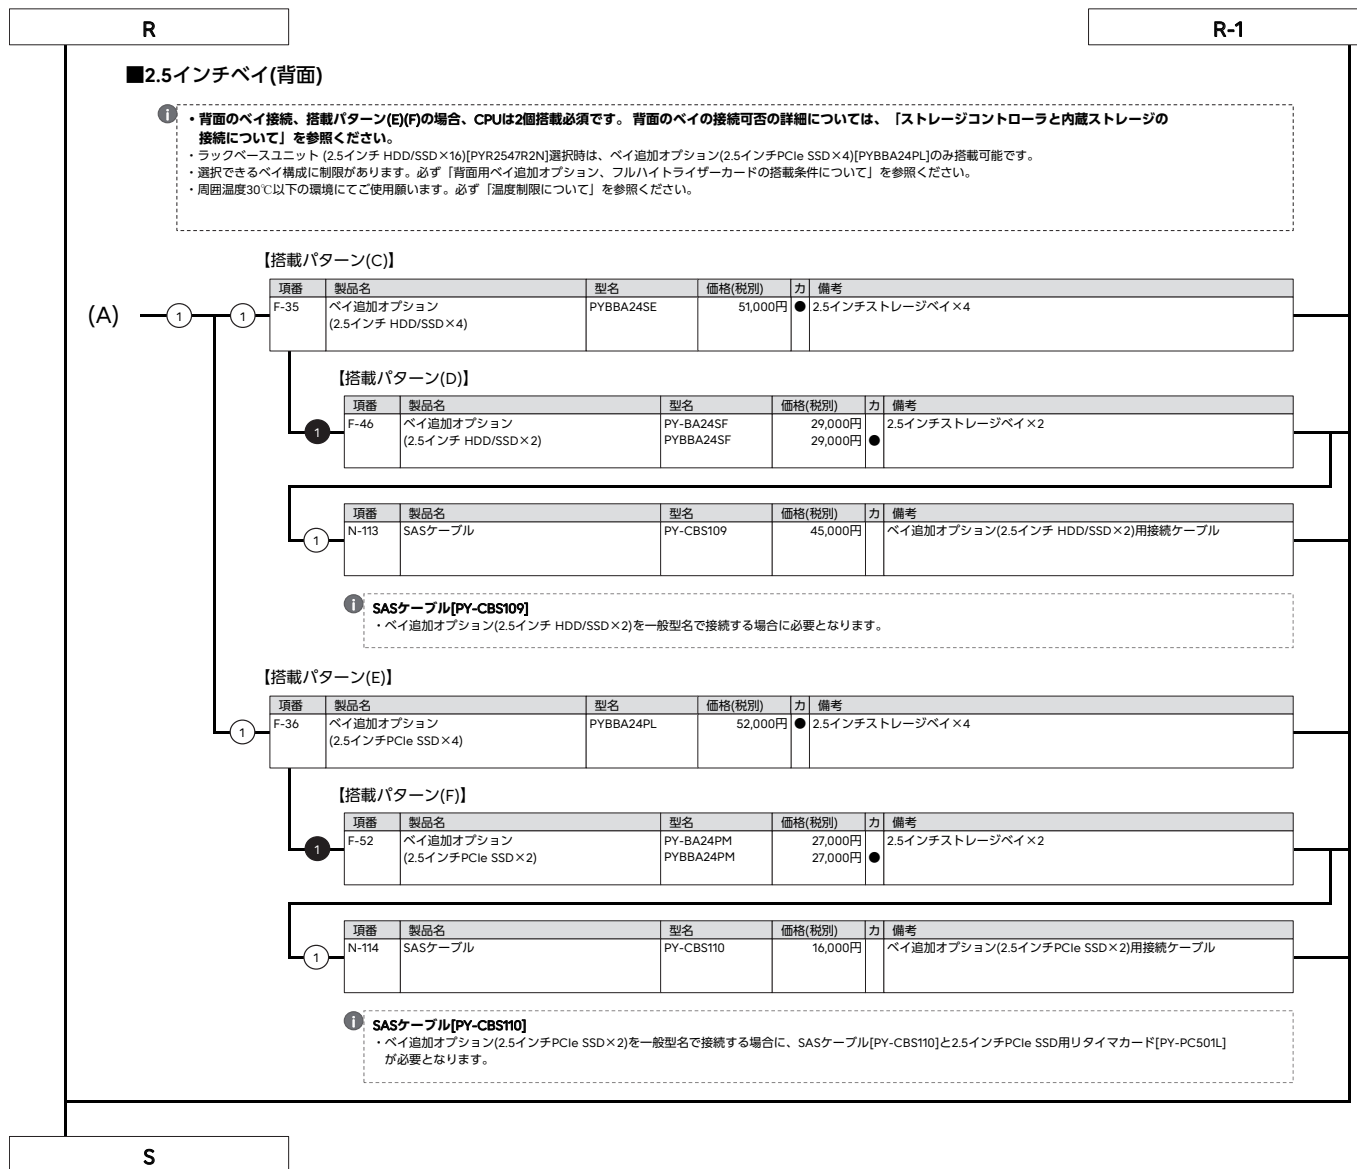 R
R-1
■2.5インチベイ(背面)
・背面のベイ接続、搭載パターン(E)(F)の場合、CPUは2個搭載必須です。 背面のベイの接続可否の詳細については、「ストレージコントローラと内蔵ストレージの
接続について」を参照ください。
・ラックベースユニット (2.5インチ HDD/SSD×16)[PYR2547R2N]選択時は、ベイ追加オプション(2.5インチPCIe SSD×4)[PYBBA24PL]のみ搭載可能です。
・選択できるベイ構成に制限があります。必ず「背面用ベイ追加オプション、フルハイトライザーカードの搭載条件について」を参照ください。
・周囲温度30℃以下の環境にてご使用願います。必ず「温度制限について」を参照ください。
【搭載パターン(C)】
項番 製品名 型名 価格(税別) カ 備考
(A) 1 1 F-35 ベイ追加オプション PYBBA24SE 51,000円 ● 2.5インチストレージベイ×4
(2.5インチ HDD/SSD×4)
【搭載パターン(D)】
項番 製品名 型名 価格(税別) カ 備考
1 F-46 ベイ追加オプション PY-BA24SF 29,000円 2.5インチストレージベイ×2
(2.5インチ HDD/SSD×2) PYBBA24SF 29,000円 ●
項番 製品名 型名 価格(税別) カ 備考
1 N-113 SASケーブル PY-CBS109 45,000円 ベイ追加オプション(2.5インチ HDD/SSD×2)用接続ケーブル
SASケーブル[PY-CBS109]
・ベイ追加オプション(2.5インチ HDD/SSD×2)を一般型名で接続する場合に必要となります。
【搭載パターン(E)】
項番 製品名 型名 価格(税別) カ 備考
1 F-36 ベイ追加オプション PYBBA24PL 52,000円 ● 2.5インチストレージベイ×4
(2.5インチPCIe SSD×4)
【搭載パターン(F)】
項番 製品名 型名 価格(税別) カ 備考
1 F-52 ベイ追加オプション PY-BA24PM 27,000円 2.5インチストレージベイ×2
(2.5インチPCIe SSD×2) PYBBA24PM 27,000円 ●
項番 製品名 型名 価格(税別) カ 備考
1 N-114 SASケーブル PY-CBS110 16,000円 ベイ追加オプション(2.5インチPCIe SSD×2)用接続ケーブル
SASケーブル[PY-CBS110]
・ベイ追加オプション(2.5インチPCIe SSD×2)を一般型名で接続する場合に、SASケーブル[PY-CBS110]と2.5インチPCIe SSD用リタイマカード[PY-PC501L]
が必要となります。
S